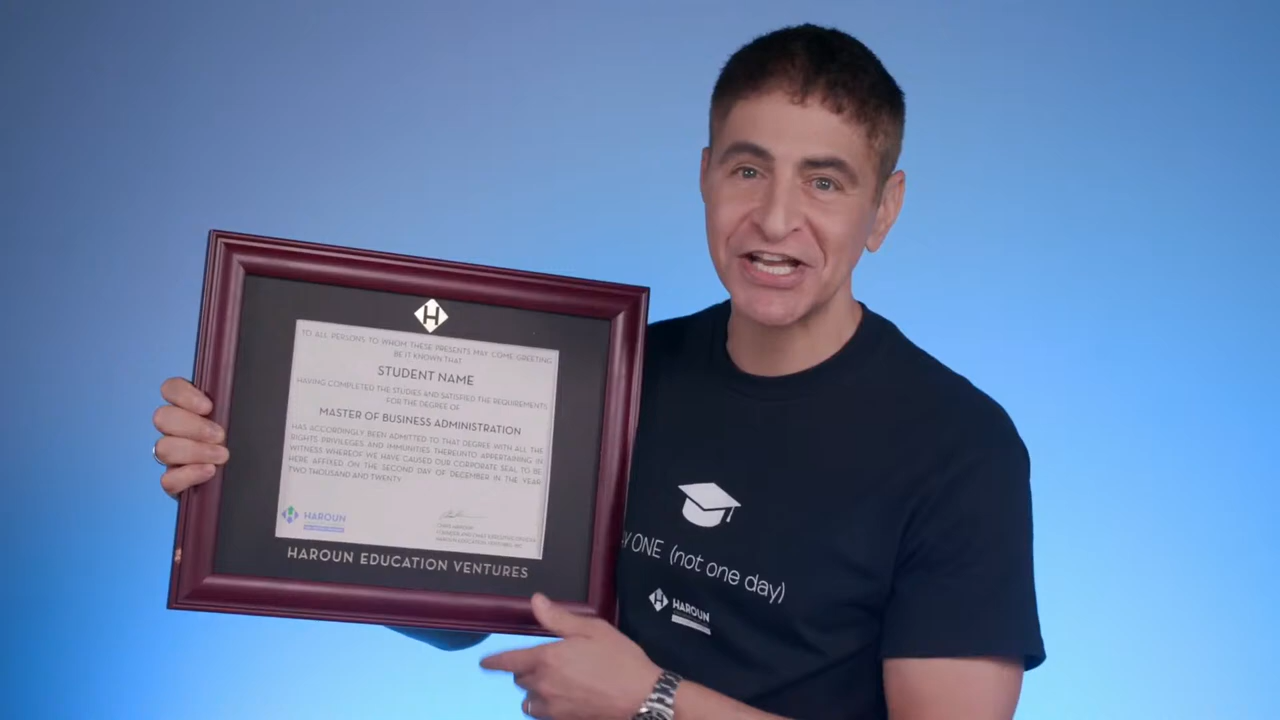 H
TO ALL PERSONS TO WHOM THESE PRESENTS MAY COME GREETING
BE IT KNOWN THAT
STUDENT NAME
HAVING COMPLETED THE STUDIES AND SATISFIED THE REQUIREMENTS
FOR THE DEGREE OF
MASTER OF BUSINESS ADMINISTRATION
HAS ACCORDINGLY BEEN ADMITTED TO THAT DEGREE WITH ALL THE
RIGHTS PRIVILEGES AND IMMUNITIES THEREUNTO APPERTAINING IN
WITNESS WHEREOF WE HAVE CAUSED OUR CORPORATE SEAL TO BE
HERE AFFIXED ON THE SECOND DAY OF DECEMBER IN THE YEAR
TWO THOUSAND AND TWENTY
HAROUN
HAROUN EDUCATION VENTURES
Y ONE (not one day)
H HAROUN